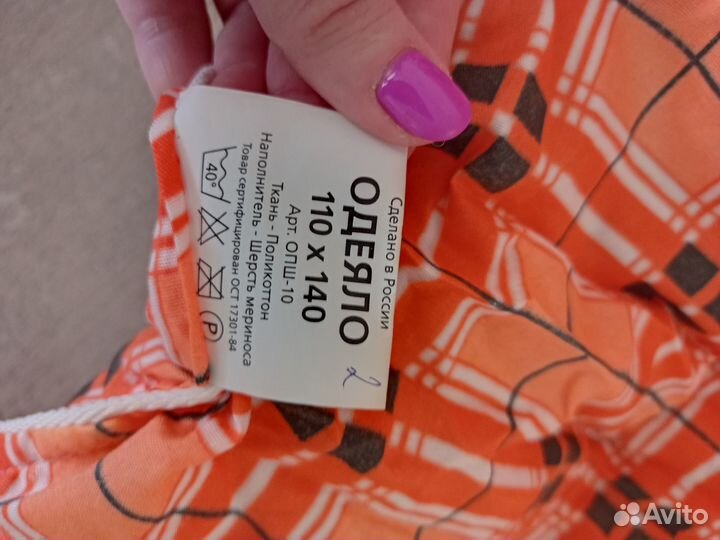 Сделано в России
ОДЕЯЛО
110 x 140
Арт. ОПШ-10
Ткань - Поликоттон
Наполнитель - Шерсть мериноса
Товар сертифицирован ОСТ 17301-84
40°
P
2
Avito